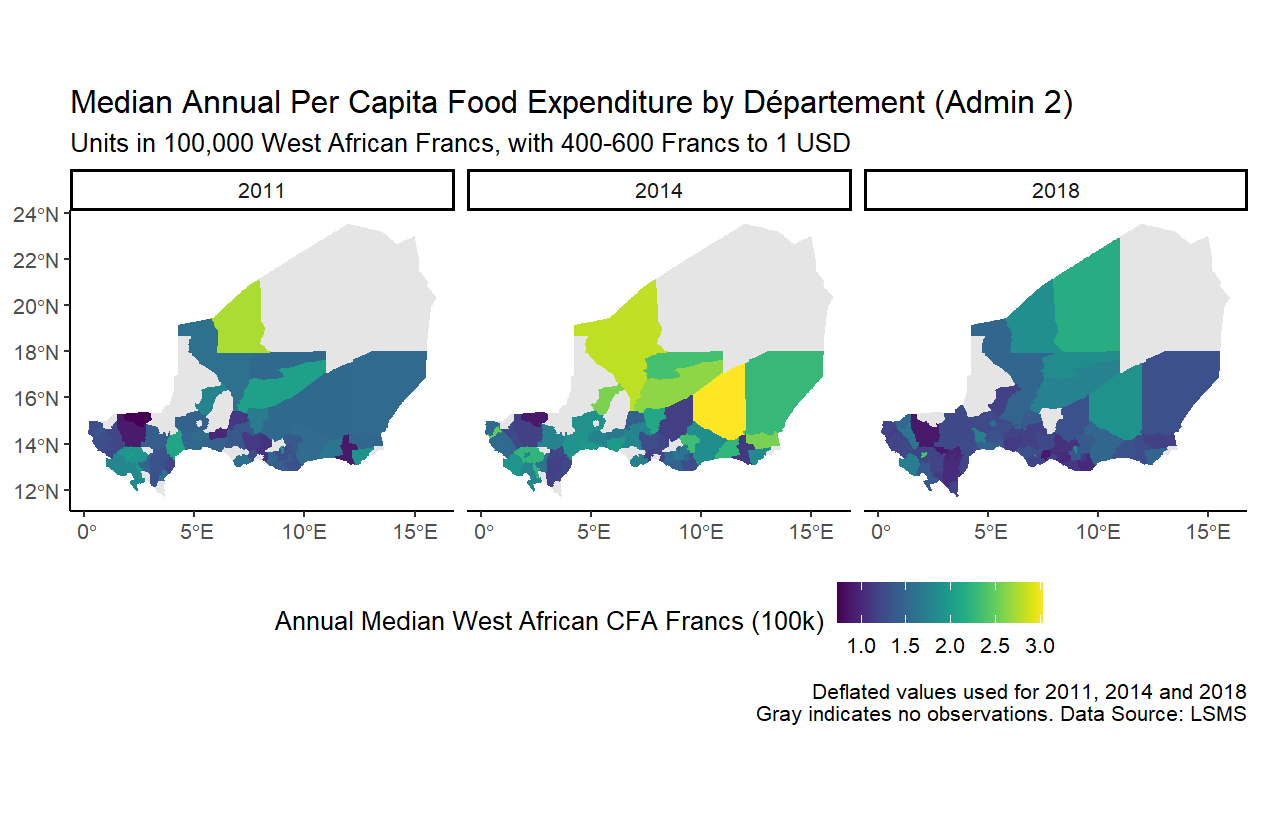 Median Annual Per Capita Food Expenditure by Département (Admin 2)
Units in 100,000 West African Francs, with 400-600 Francs to 1 USD
2011 2014 2018
24°N
22°N
20°N
18°N
16°N
14°N
12°N
0° 5°E 10°E 15°E 0° 5°E 10°E 15°E 0° 5°E 10°E 15°E
Annual Median West African CFA Francs (100k)
1.0 1.5 2.0 2.5 3.0
Deflated values used for 2011, 2014 and 2018
Gray indicates no observations. Data Source: LSMS